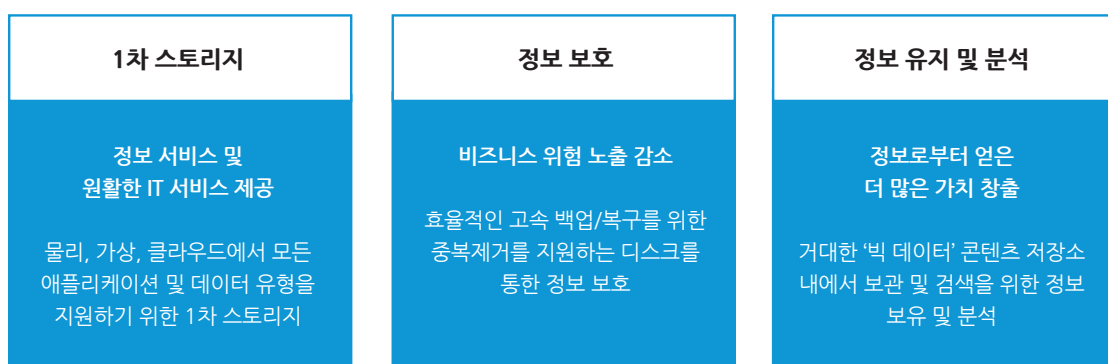 1차 스토리지
정보 서비스 및
원활한 IT 서비스 제공
물리, 가상, 클라우드에서 모든
애플리케이션 및 데이터 유형을
지원하기 위한 1차 스토리지
정보 보호
비즈니스 위험 노출 감소
효율적인 고속 백업/복구를 위한
중복제거를 지원하는 디스크를
통한 정보 보호
정보 유지 및 분석
정보로부터 얻은
더 많은 가치 창출
거대한 ‘빅 데이터’ 콘텐츠 저장소
내에서 보관 및 검색을 위한 정보
보유 및 분석